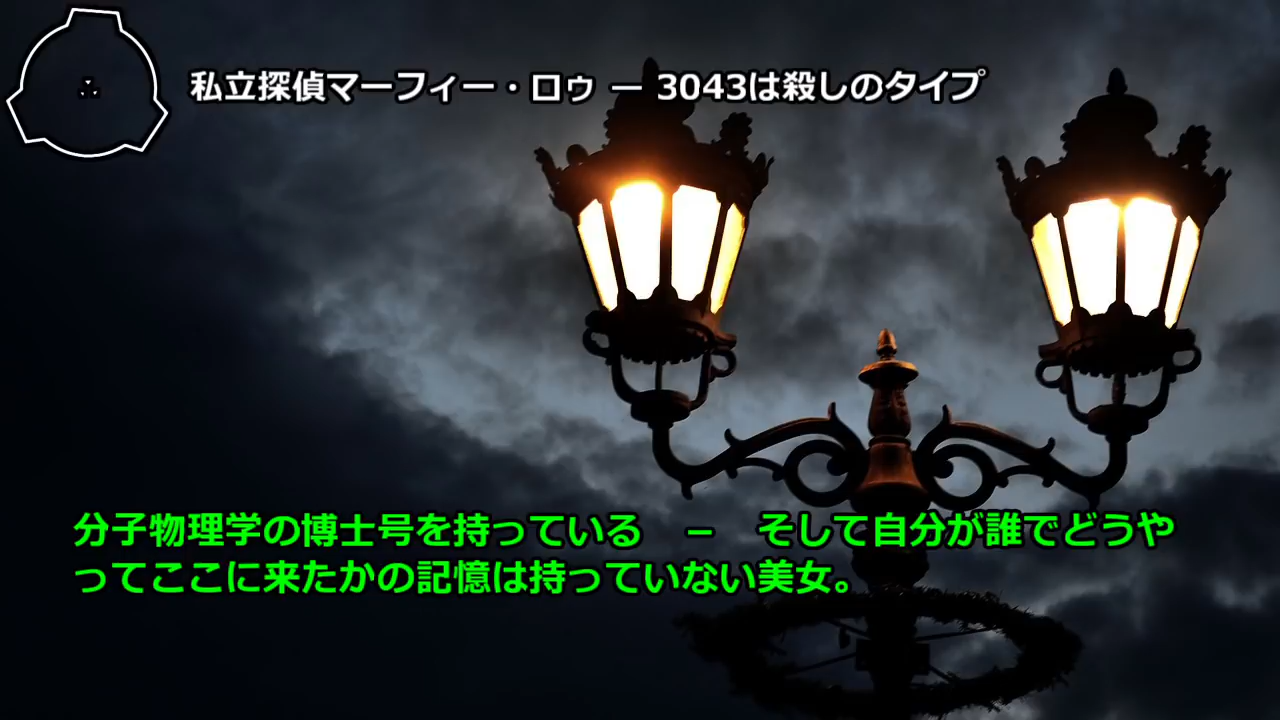 私立探偵マーフィー・ロゥ — 3043は殺しのタイプ
分子物理学の博士号を持っている　–　そして自分が誰でどうや
ってここに来たかの記憶は持っていない美女。